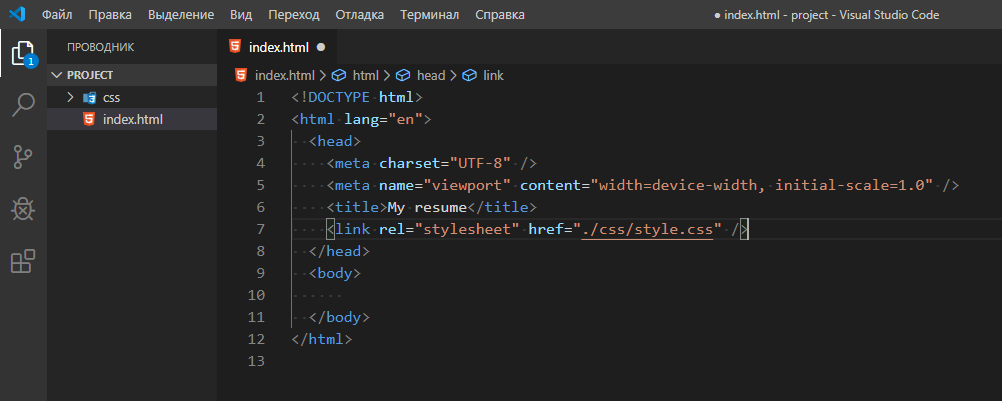 Файл Правка Выделение Вид Переход Отладка Терминал Справка ● index.html - project - Visual Studio Code
ПРОВОДНИК
index.html ●
PROJECT
index.html > html > head > link
css
index.html
1
1 <!DOCTYPE html>
2 <html lang="en">
3 <head>
4 <meta charset="UTF-8" />
5 <meta name="viewport" content="width=device-width, initial-scale=1.0" />
6 <title>My resume</title>
7 <link rel="stylesheet" href="./css/style.css" />
8 </head>
9 <body>
10
11 </body>
12 </html>
13